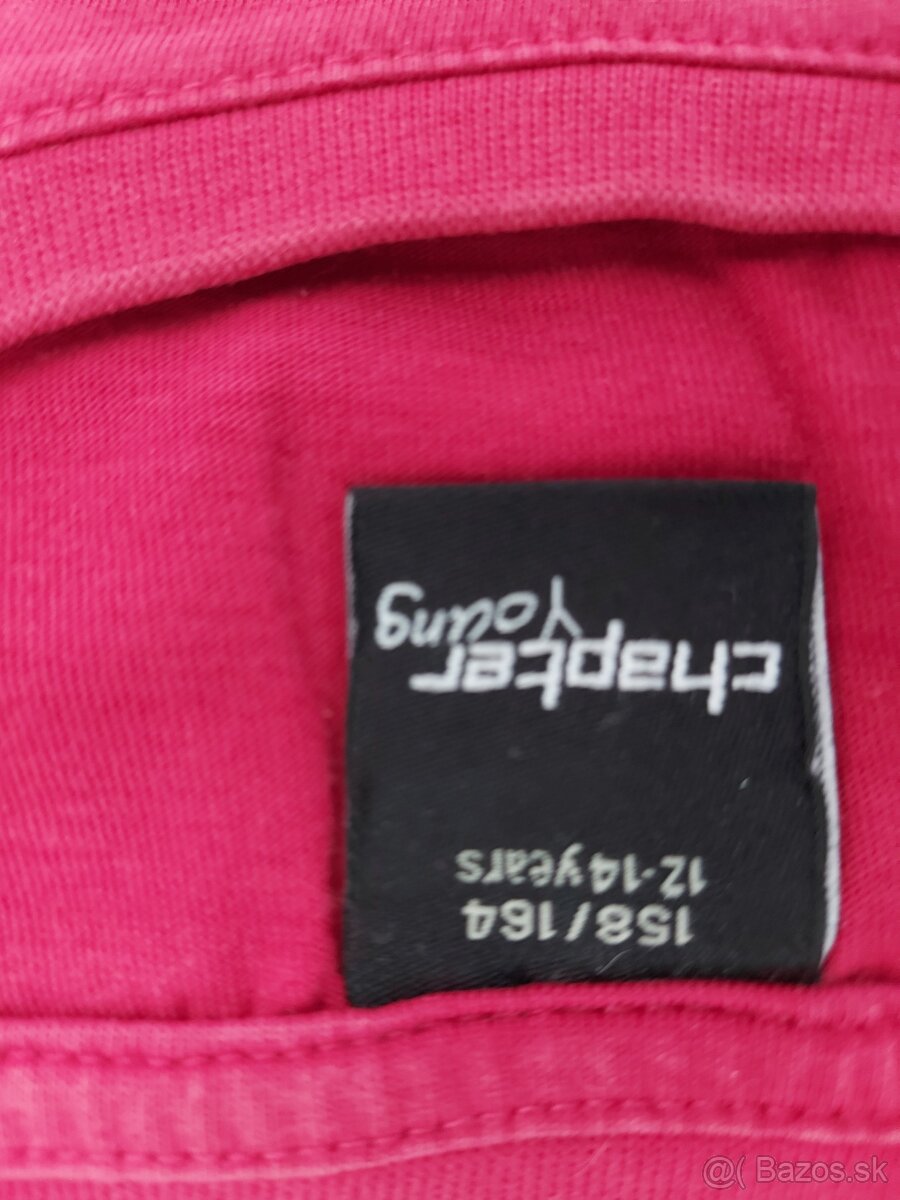 158/164
12-14 years
chapter
Young
@( Bazos.sk